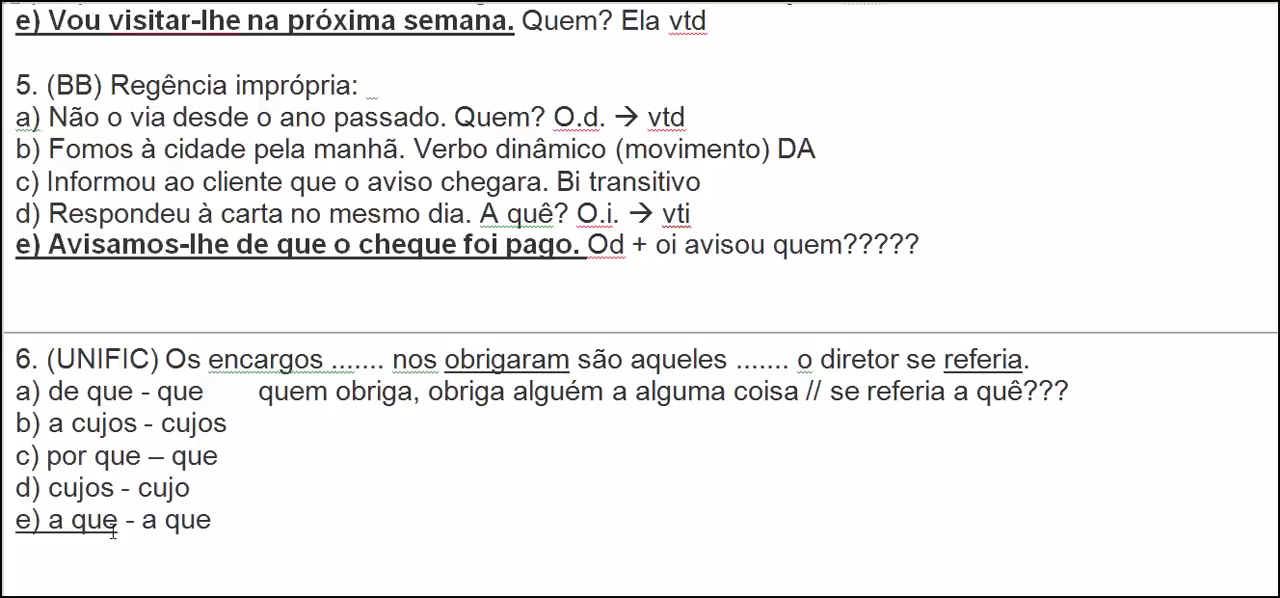 e) Vou visitar-lhe na próxima semana. Quem? Ela vtd
5. (BB) Regência imprópria:
a) Não o via desde o ano passado. Quem? O.d. → vtd
b) Fomos à cidade pela manhã. Verbo dinâmico (movimento) DA
c) Informou ao cliente que o aviso chegara. Bi transitivo
d) Respondeu à carta no mesmo dia. A quê? O.i. → vti
e) Avisamos-lhe de que o cheque foi pago. Od + oi avisou quem?????
6. (UNIFIC) Os encargos ....... nos obrigaram são aqueles ....... o diretor se referia.
a) de que - que quem obriga, obriga alguém a alguma coisa // se referia a quê???
b) a cujos - cujos
c) por que – que
d) cujos - cujo
e) a que - a que